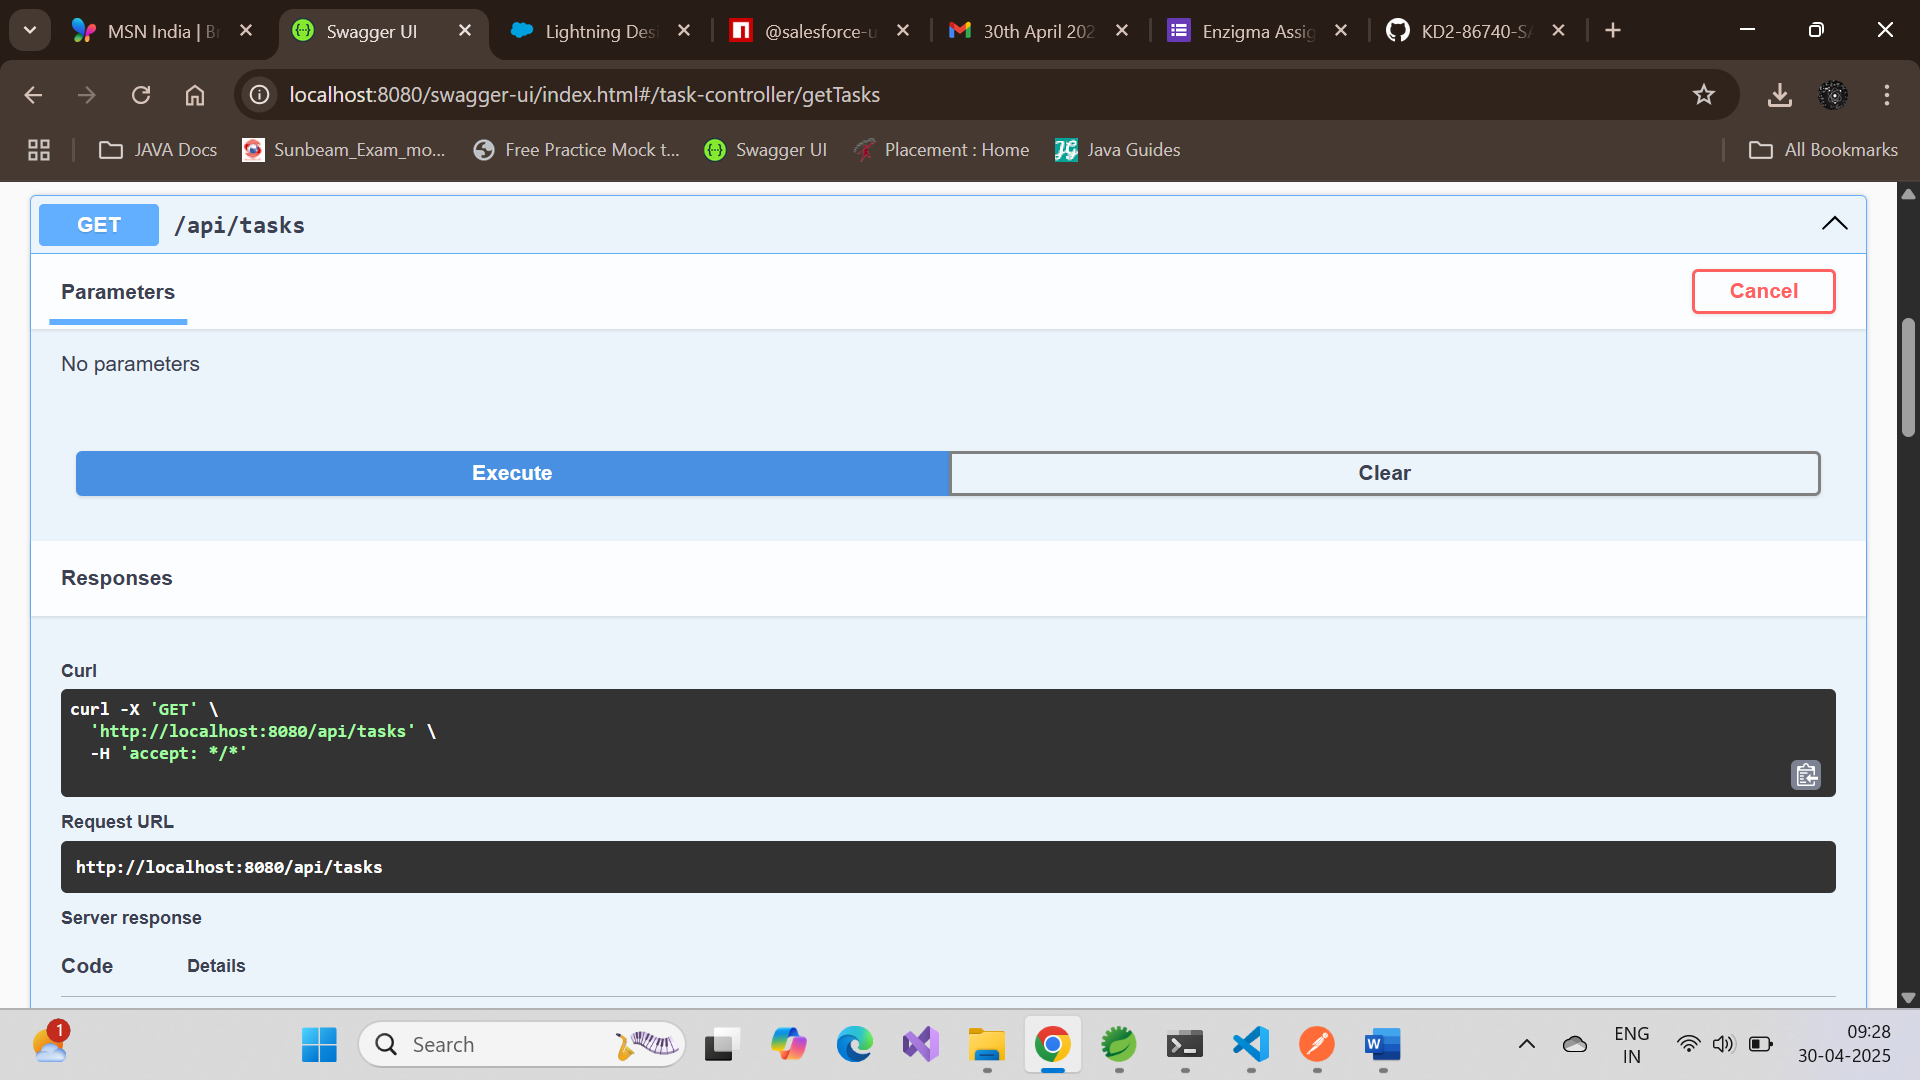 MSN India | Br
Swagger UI
Lightning Desi
@salesforce-u
30th April 202
Enzigma Assig
KD2-86740-SA
localhost:8080/swagger-ui/index.html#/task-controller/getTasks
JAVA Docs
Sunbeam_Exam_mo...
Free Practice Mock t...
Swagger UI
Placement : Home
Java Guides
All Bookmarks
GET /api/tasks
Parameters
Cancel
No parameters
Execute
Clear
Responses
Curl
curl -X 'GET' \
'http://localhost:8080/api/tasks' \
-H 'accept: */*'
Request URL
http://localhost:8080/api/tasks
Server response
Code Details
1
Search
ENG
IN
09:28
30-04-2025